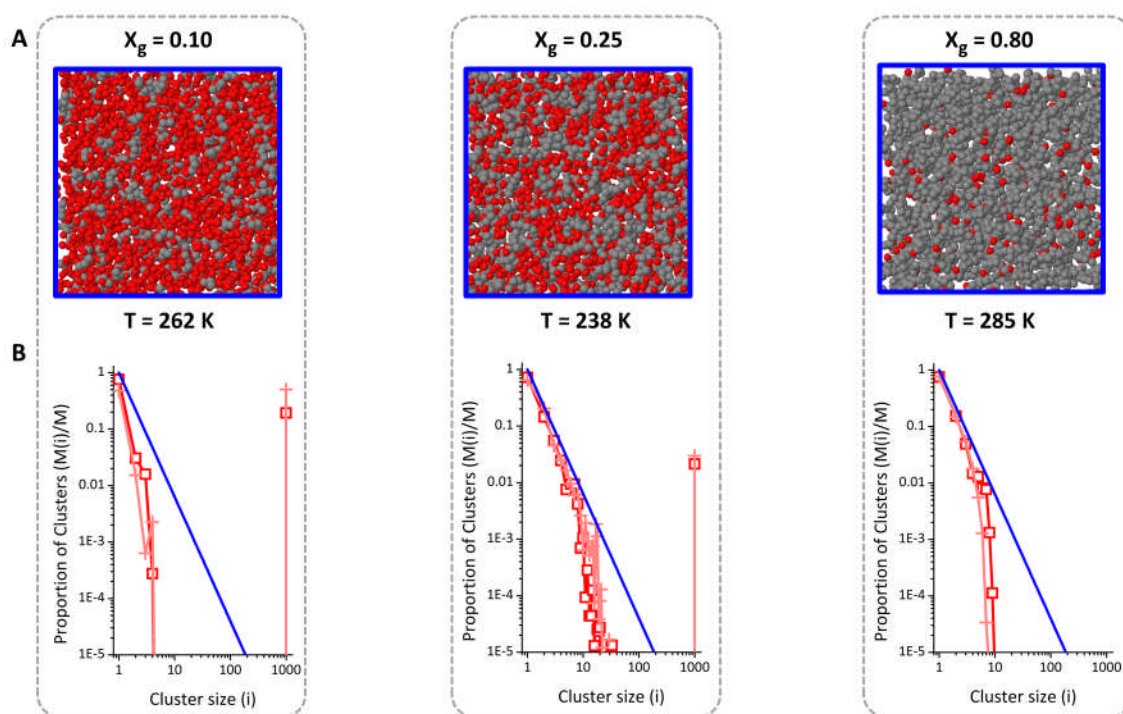 A
X_g = 0.10
X_g = 0.25
X_g = 0.80
T = 262 K
T = 238 K
T = 285 K
B
Proportion of Clusters (M(i)/M)
1
0.1
0.01
1E-3
1E-4
1E-5
1 10 100 1000
Cluster size (i)
Proportion of Clusters (M(i)/M)
1
0.1
0.01
1E-3
1E-4
1E-5
1 10 100 1000
Cluster size (i)
Proportion of Clusters (M(i)/M)
1
0.1
0.01
1E-3
1E-4
1E-5
1 10 100 1000
Cluster size (i)